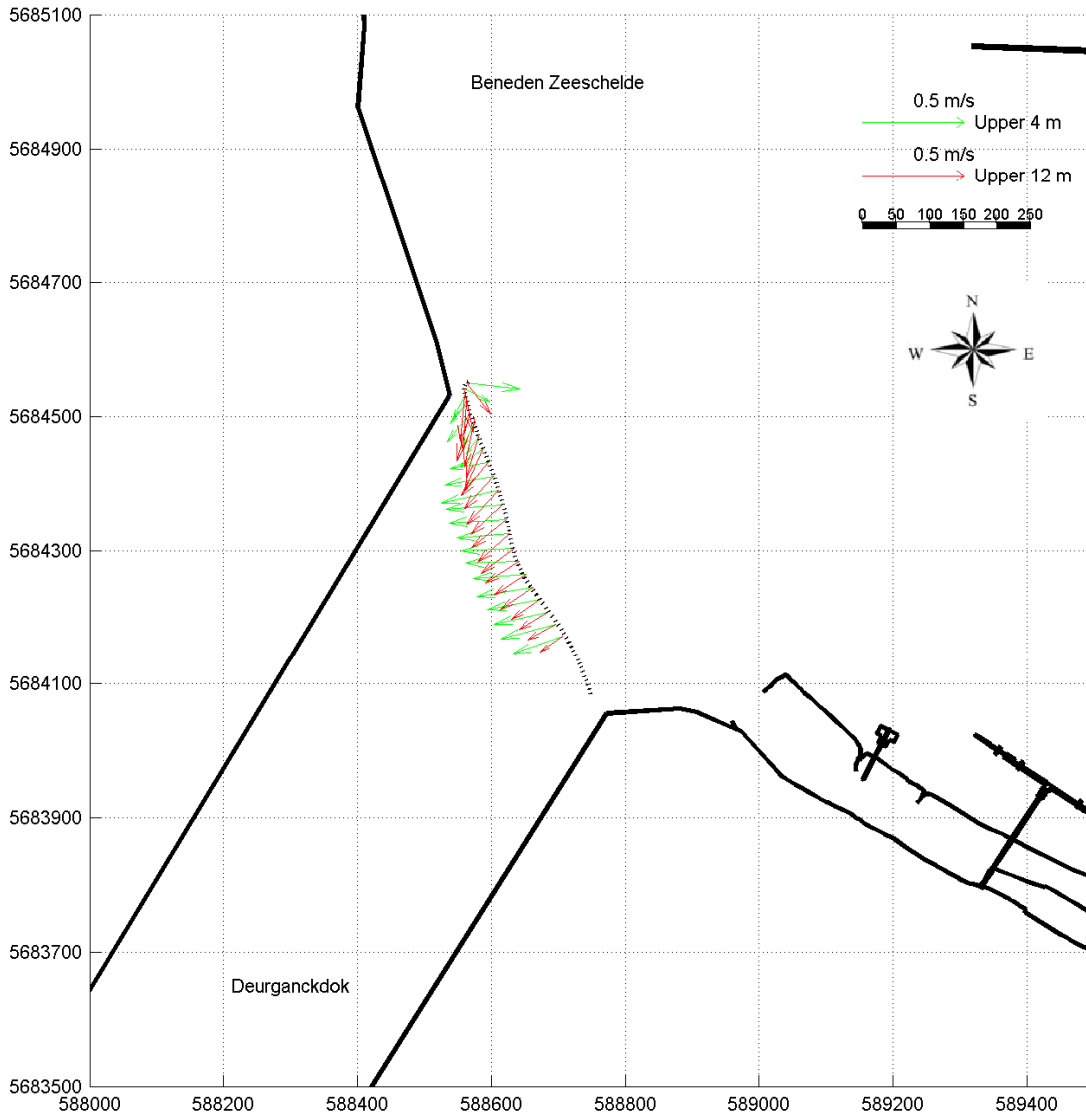 5685100
Beneden Zeeschelde
0.5 m/s
Upper 4 m
5684900
0.5 m/s
Upper 12 m
0 50 100 150 200 250
5684700
N
W E
S
5684500
5684300
5684100
5683900
5683700
Deurganckdok
5683500
588000 588200 588400 588600 588800 589000 589200 589400